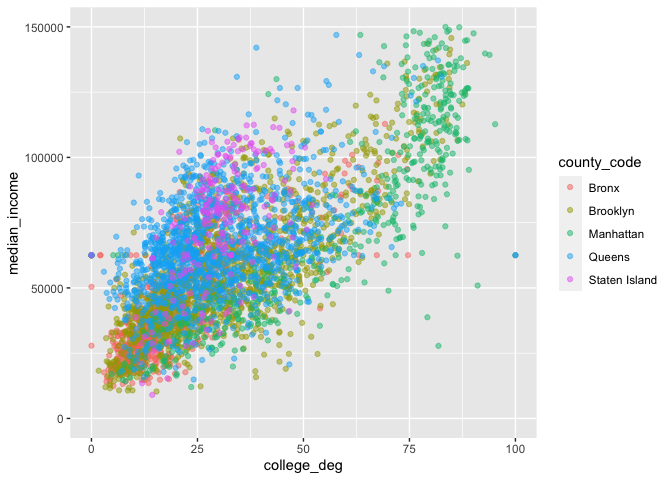 150000
100000
50000
0
median_income
0 25 50 75 100
college_deg
county_code
Bronx
Brooklyn
Manhattan
Queens
Staten Island